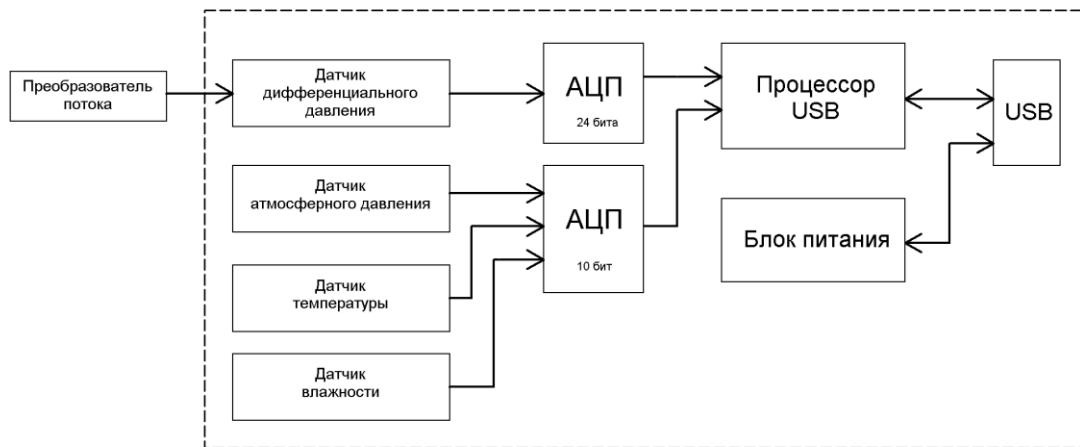 Преобразователь
потока
Датчик
дифференциального
давления
АЦП
24 бита
Процессор
USB
USB
Датчик
атмосферного давления
АЦП
10 бит
Блок питания
Датчик
температуры
Датчик
влажности